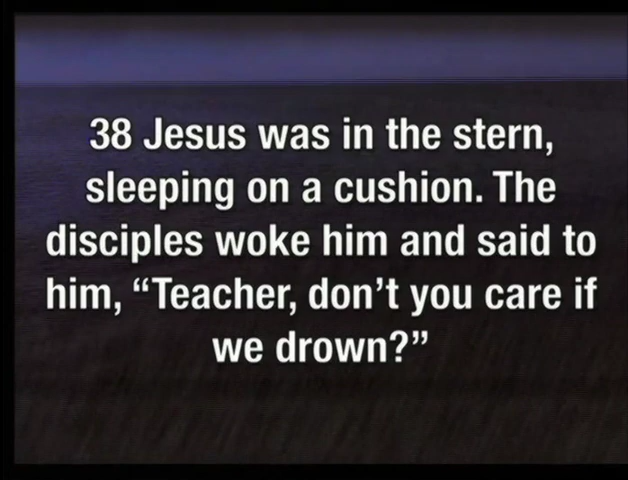 38 Jesus was in the stern,
sleeping on a cushion. The
disciples woke him and said to
him, “Teacher, don’t you care if
we drown?”